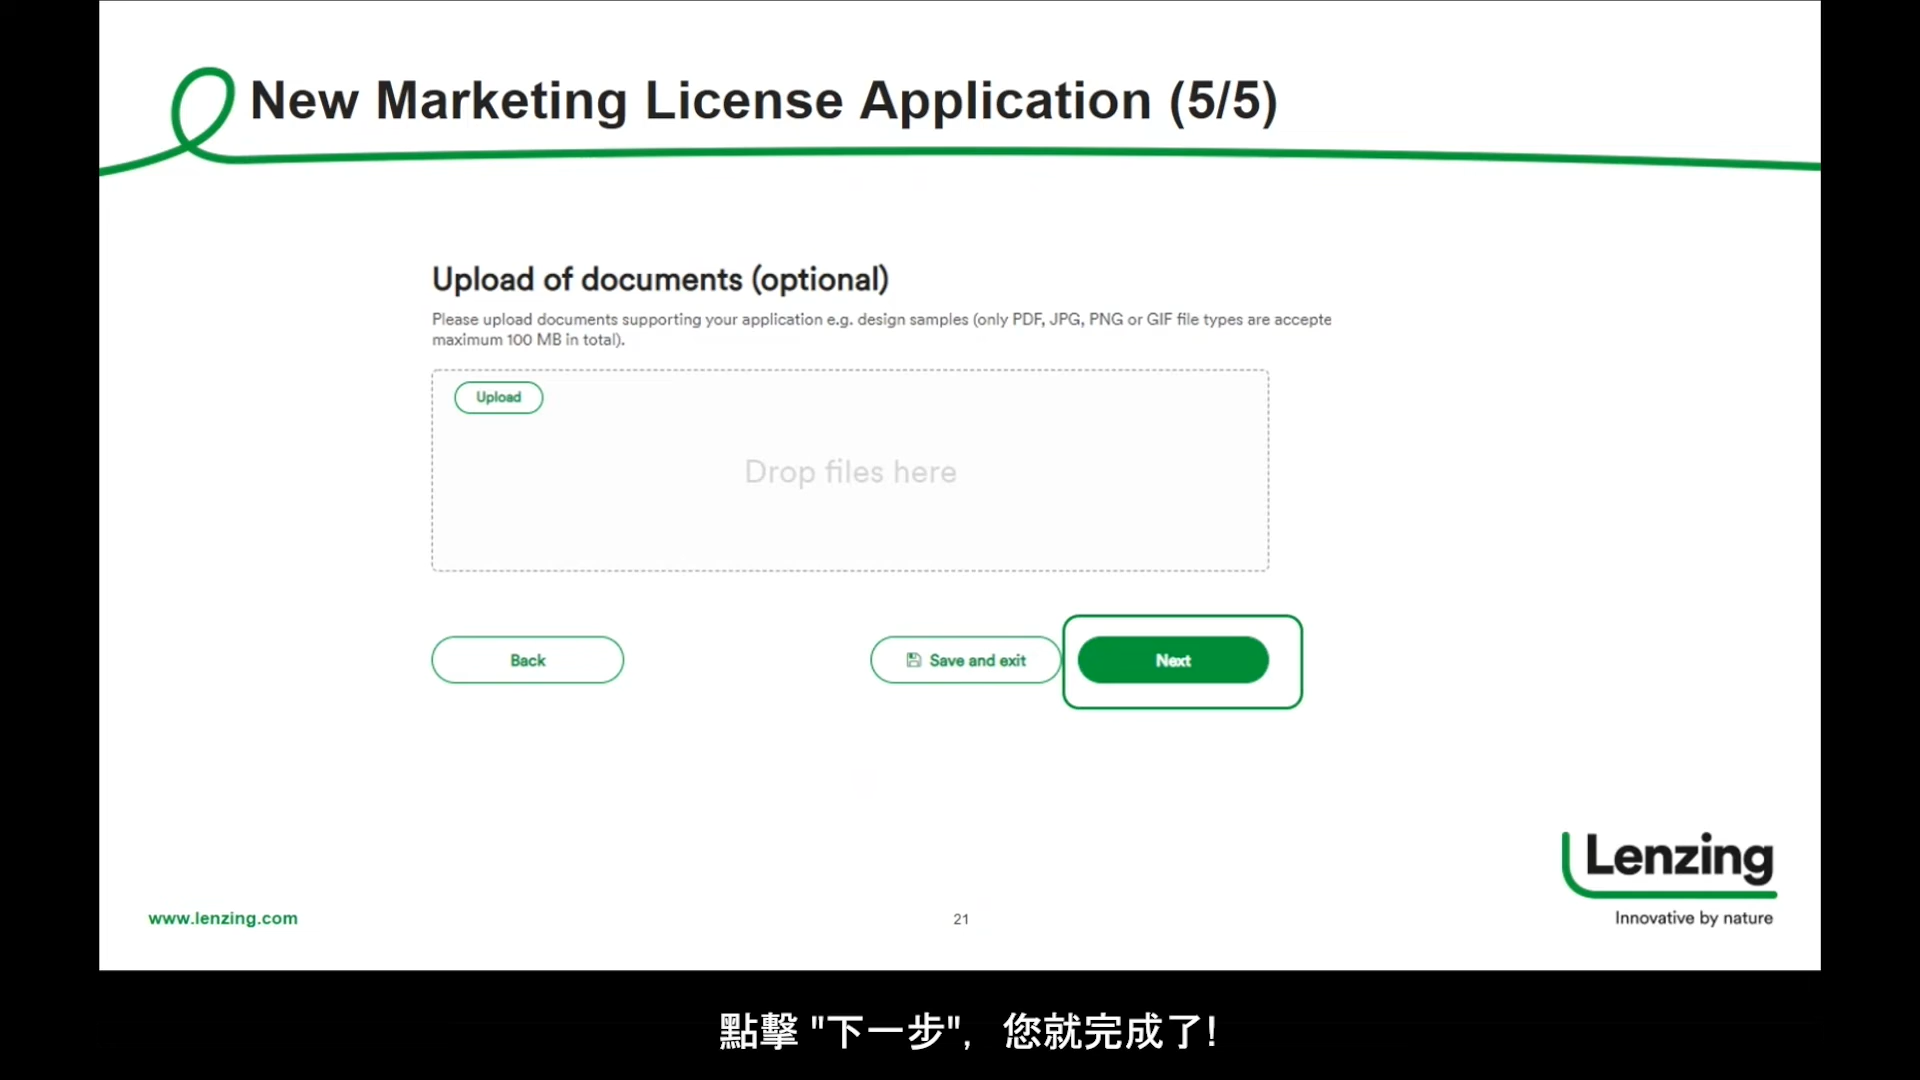 New Marketing License Application (5/5)
Upload of documents (optional)
Please upload documents supporting your application e.g. design samples (only PDF, JPG, PNG or GIF file types are accepte
maximum 100 MB in total).
Upload
Drop files here
Back
Save and exit
Next
Lenzing
Innovative by nature
www.lenzing.com
21
點擊 "下一步"，您就完成了!